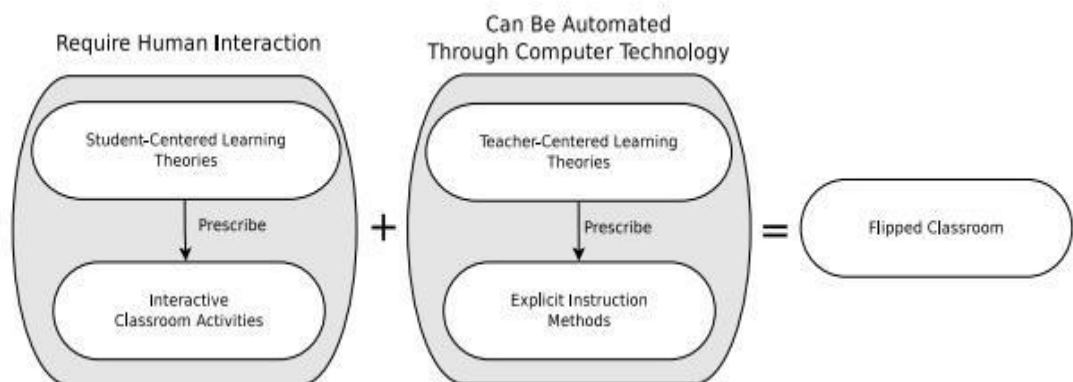 Require Human Interaction
Can Be Automated
Through Computer Technology
Student-Centered Learning
Theories
Prescribe
Interactive
Classroom Activities
+
Teacher-Centered Learning
Theories
Prescribe
Explicit Instruction
Methods
=
Flipped Classroom